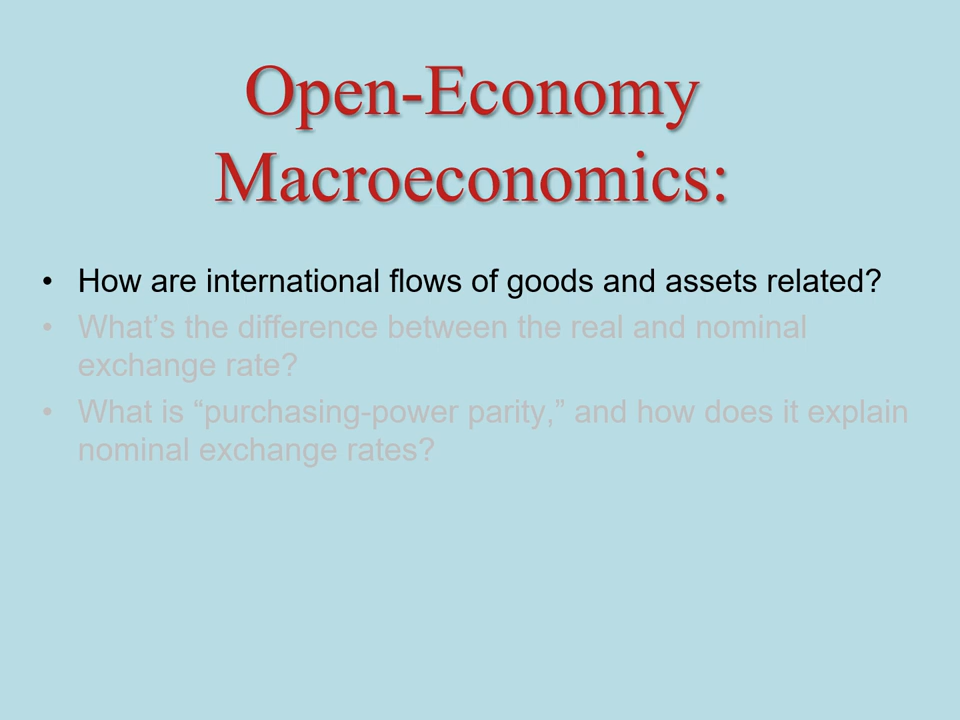 Open-Economy
Macroeconomics:
• How are international flows of goods and assets related?
• What’s the difference between the real and nominal
exchange rate?
• What is “purchasing-power parity,” and how does it explain
nominal exchange rates?